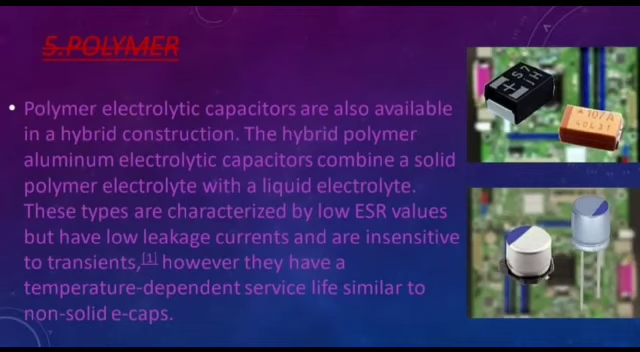 5.POLYMER
• Polymer electrolytic capacitors are also available
in a hybrid construction. The hybrid polymer
aluminum electrolytic capacitors combine a solid
polymer electrolyte with a liquid electrolyte.
These types are characterized by low ESR values
but have low leakage currents and are insensitive
to transients,[1] however they have a
temperature-dependent service life similar to
non-solid e-caps.